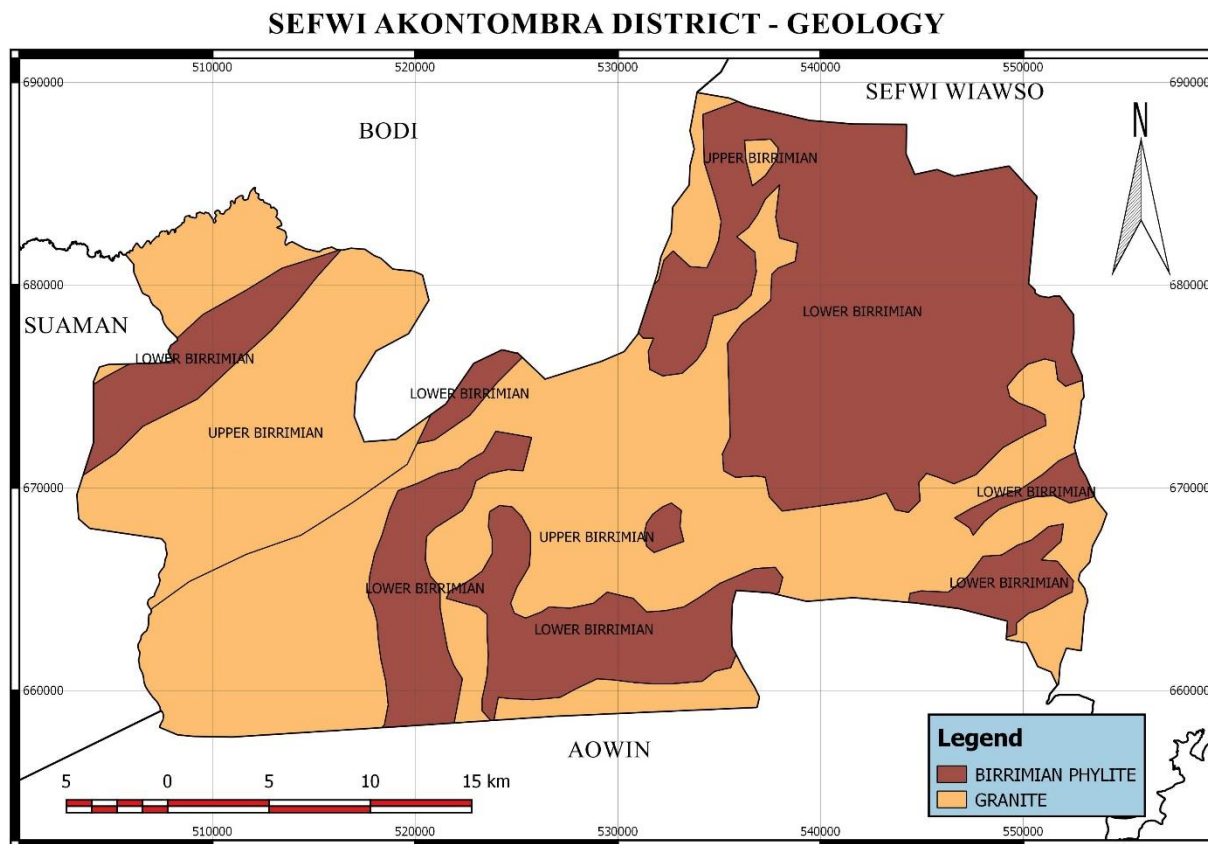 SEFWI AKONTOMBRA DISTRICT - GEOLOGY
510000 520000 530000 540000 550000
690000 690000
SEFWI WIAWSO
BODI
N
UPPER BIRRIMIAN
680000 680000
SUAMAN
LOWER BIRRIMIAN
LOWER BIRRIMIAN
LOWER BIRRIMIAN
UPPER BIRRIMIAN
670000 670000
LOWER BIRRIMIAN
UPPER BIRRIMIAN
LOWER BIRRIMIAN
LOWER BIRRIMIAN
LOWER BIRRIMIAN
660000 660000
AOWIN
Legend
BIRRIMIAN PHYLITE
GRANITE
5 0 5 10 15 km
510000 520000 530000 540000 550000